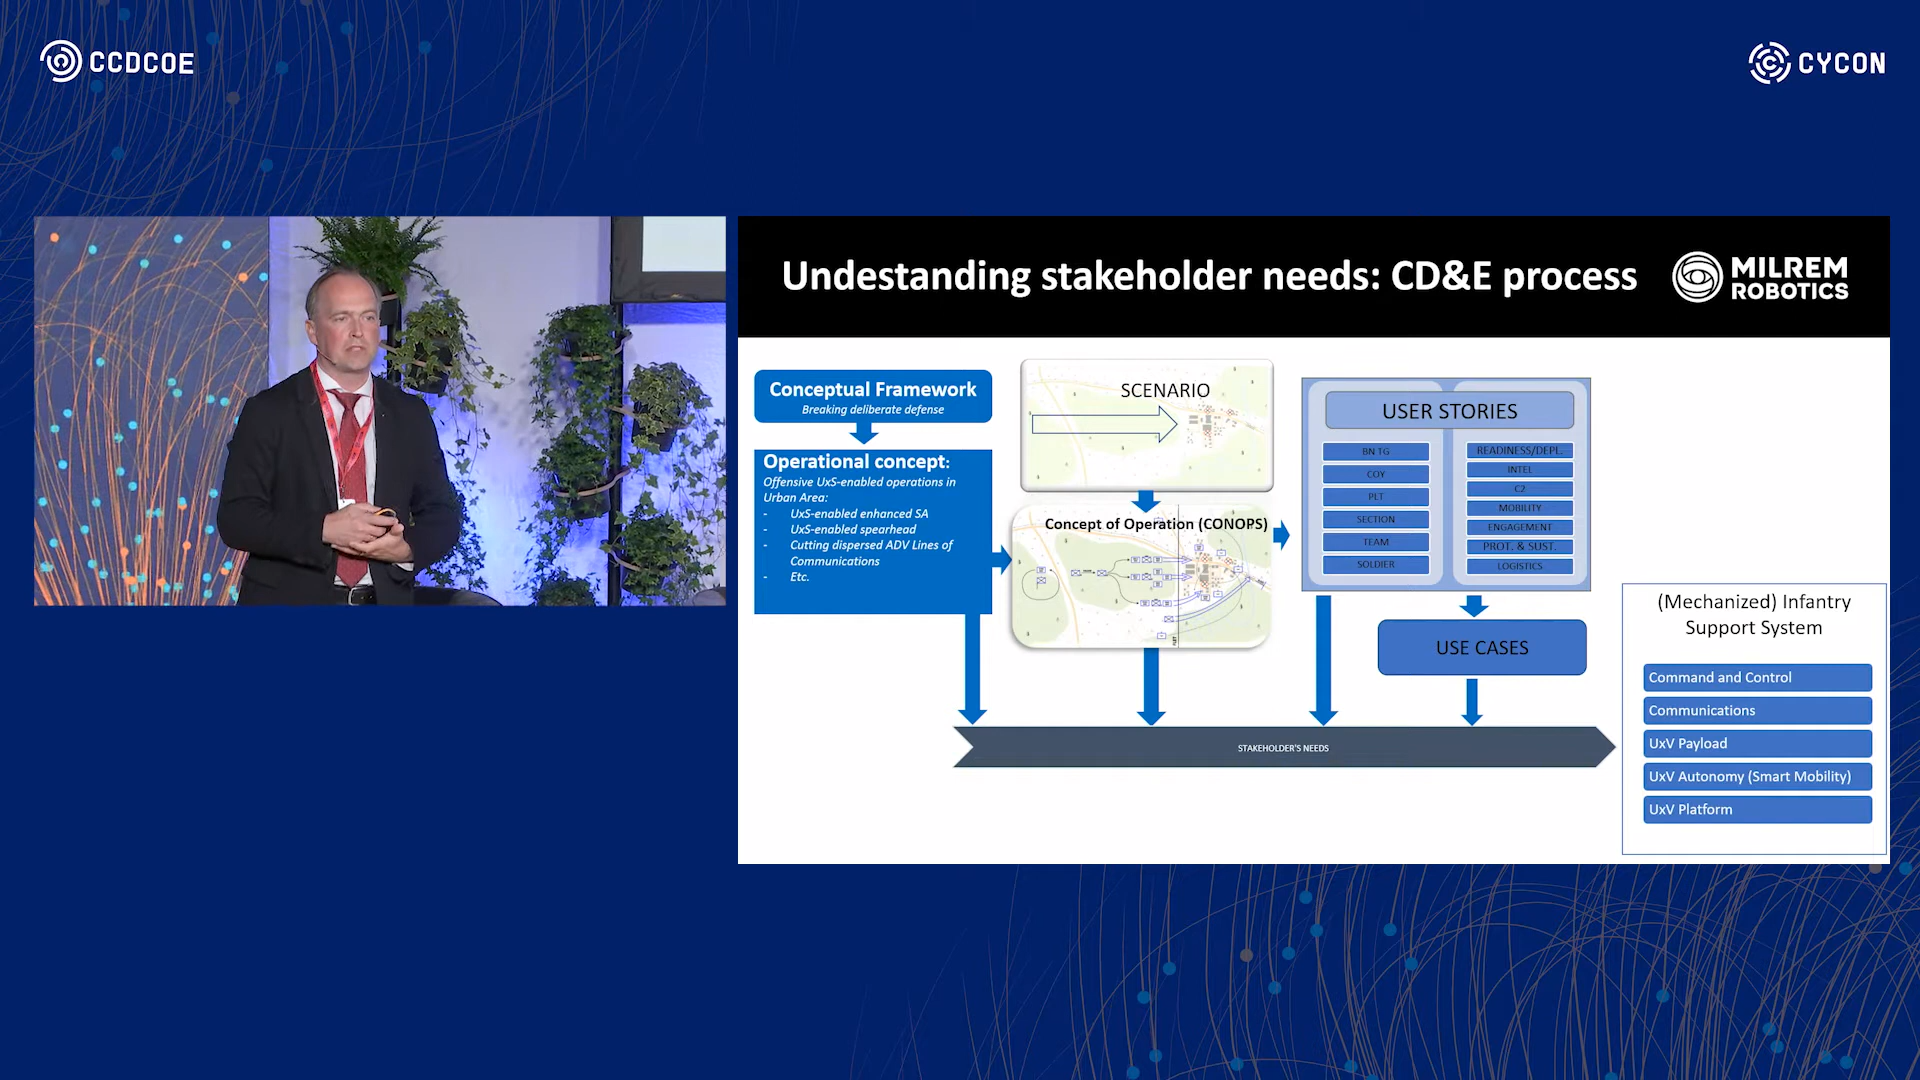 CCDCOE
CYCON
Undestanding stakeholder needs: CD&E process
MILREM
ROBOTICS
Conceptual Framework
Breaking deliberate defense
Operational concept:
Offensive UxS-enabled operations in
Urban Area:
- UxS-enabled enhanced SA
- UxS-enabled spearhead
- Cutting dispersed ADV Lines of
Communications
- Etc.
SCENARIO
Concept of Operation (CONOPS)
USER STORIES
BN TG
COY
PLT
SECTION
TEAM
SOLDIER
READINESS/DEPL.
INTEL
C2
MOBILITY
ENGAGEMENT
PROT. & SUST.
LOGISTICS
USE CASES
STAKEHOLDER'S NEEDS
(Mechanized) Infantry
Support System
Command and Control
Communications
UxV Payload
UxV Autonomy (Smart Mobility)
UxV Platform